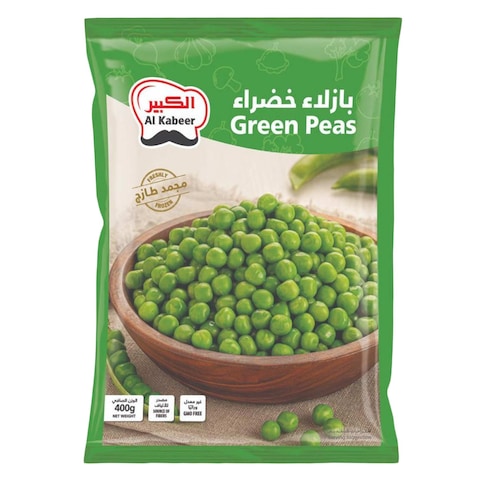 الكبير
Al Kabeer
بازلاء خضراء
Green Peas
FRESHLY
مجمد طازج
FROZEN
الوزن الصافي
400g
NET WEIGHT
مصدر
للألياف
SOURCE OF
FIBERS
غير معدل
وراثيًا
GMO FREE